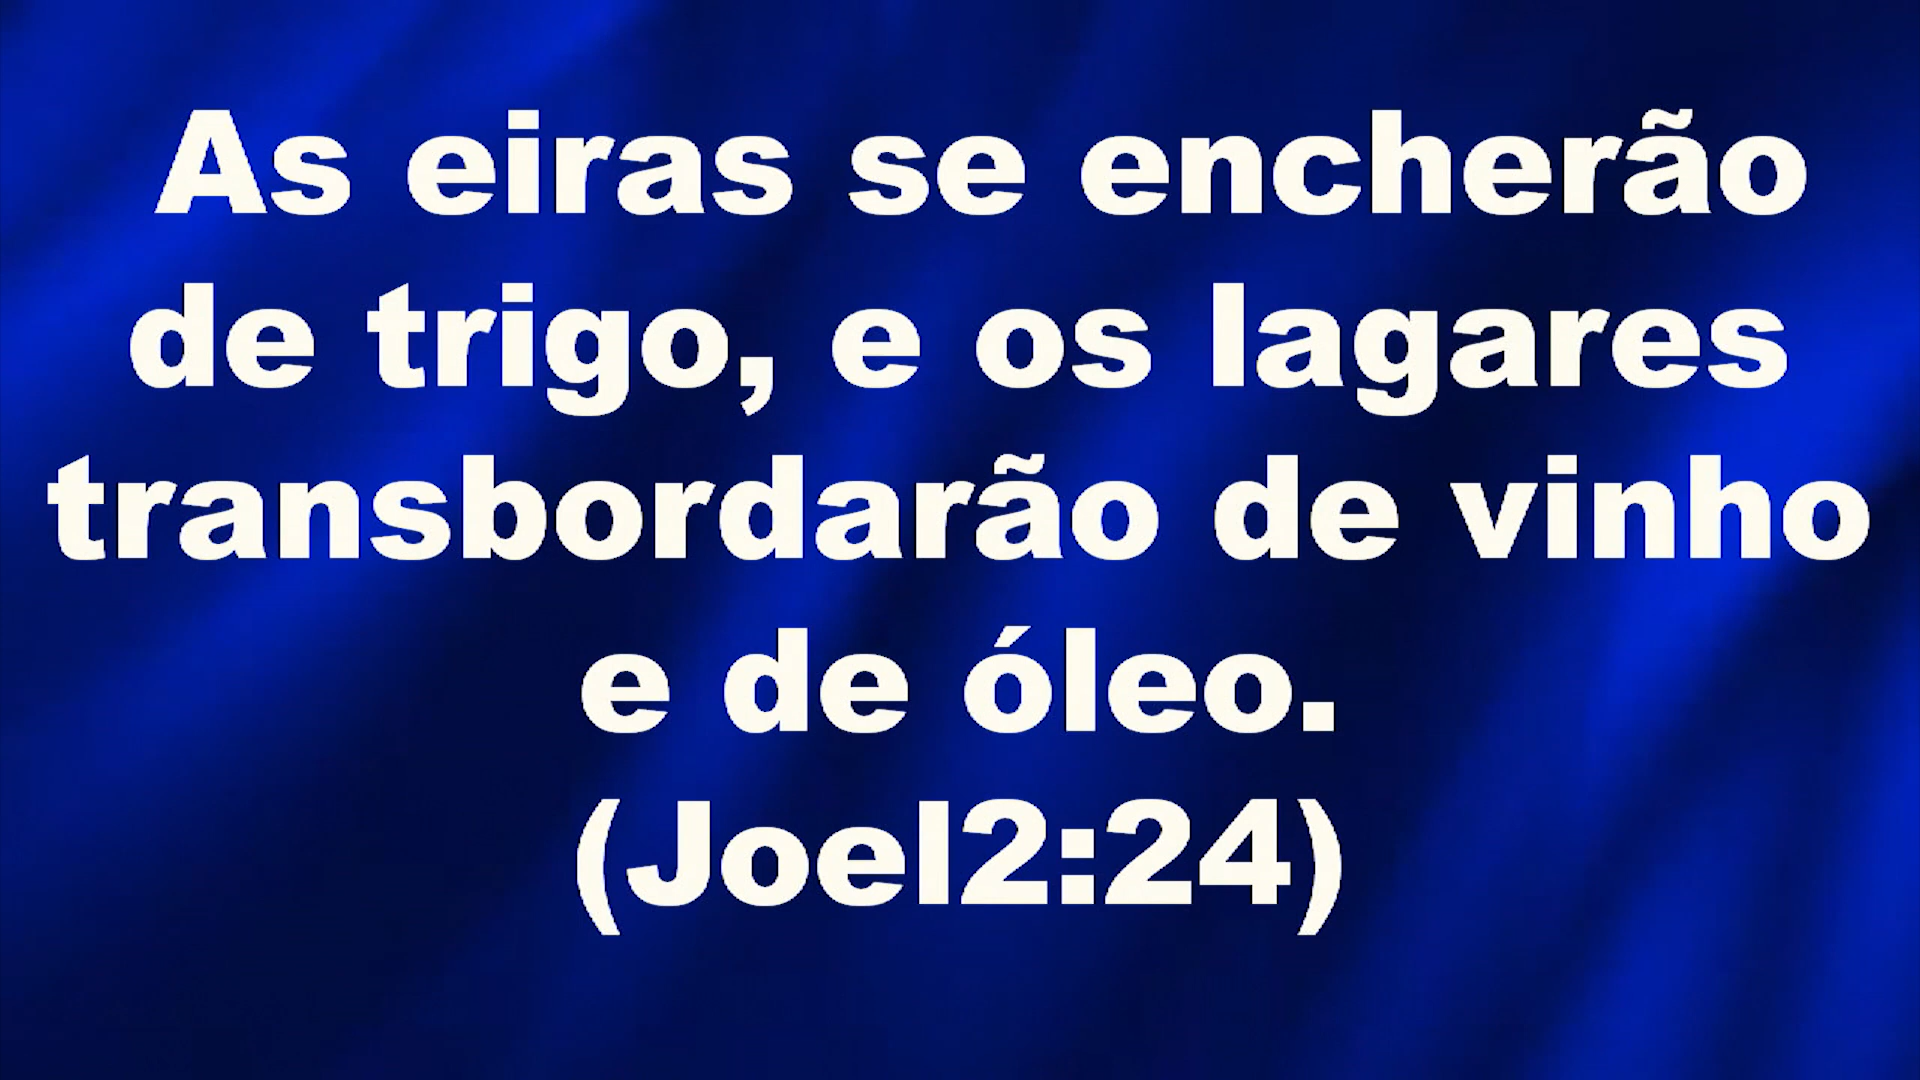 As eiras se encherão
de trigo, e os lagares
transbordarão de vinho
e de óleo.
(Joel2:24)